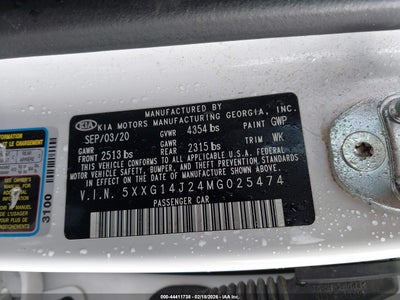 MANUFACTURED BY
KIA KIA MOTORS MANUFACTURING GEORGIA, INC.
SEP/03/20 GVWR 4354 lbs PAINT GWP
GAWR FRONT 2513 lbs GAWR REAR 2315 lbs TRIM WK
THIS VEHICLE CONFORMS TO ALL APPLICABLE U.S.A. FEDERAL
MOTOR VEHICLE SAFETY, BUMPER, AND THEFT PREVENTION STANDARDS
IN EFFECT ON THE DATE OF MANUFACTURE SHOWN ABOVE.
V.I.N. 5XXG14J24MG025474
PASSENGER CAR
LE CHARGEMENT
3100
000-44411738 - 02/18/2026 - IAA, Inc.